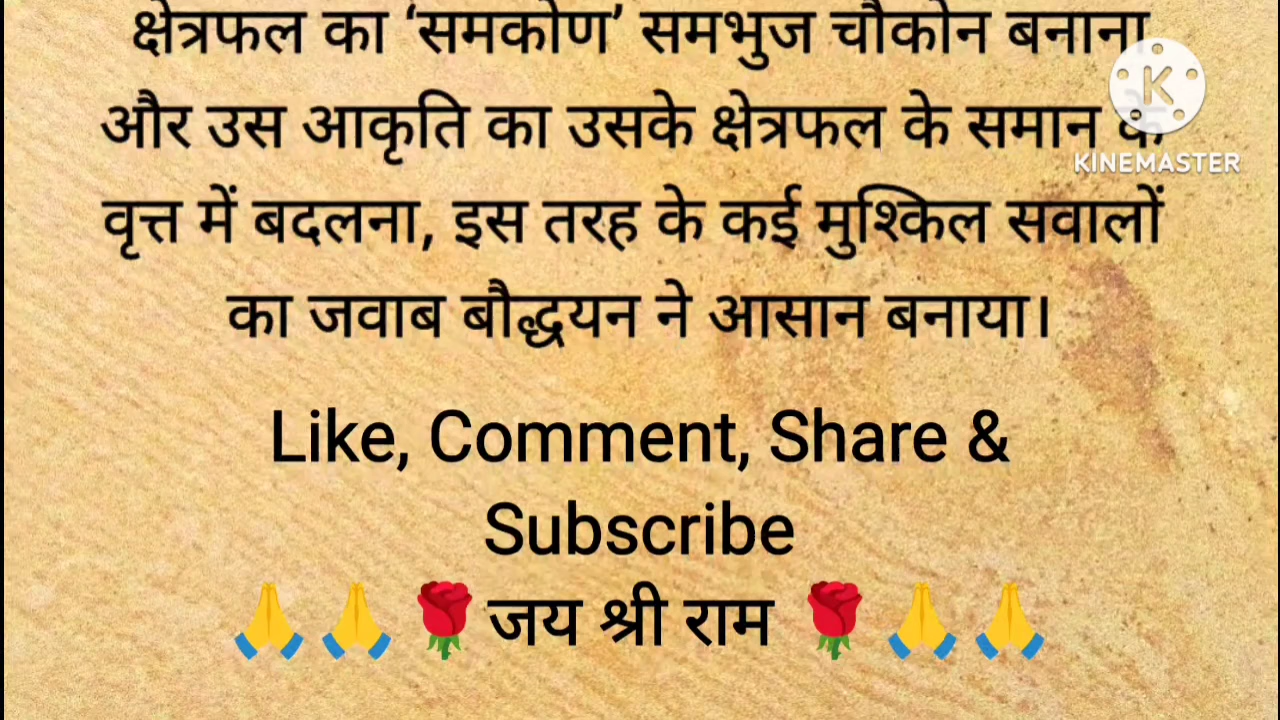 क्षेत्रफल का ‘समकोण’ समभुज चौकोन बनाना
और उस आकृति का उसके क्षेत्रफल के समान के
वृत्त में बदलना, इस तरह के कई मुश्किल सवालों
का जवाब बौद्धयन ने आसान बनाया।
Like, Comment, Share &
Subscribe
🙏🙏🌹जय श्री राम 🌹🙏🙏
K
KINEMASTER